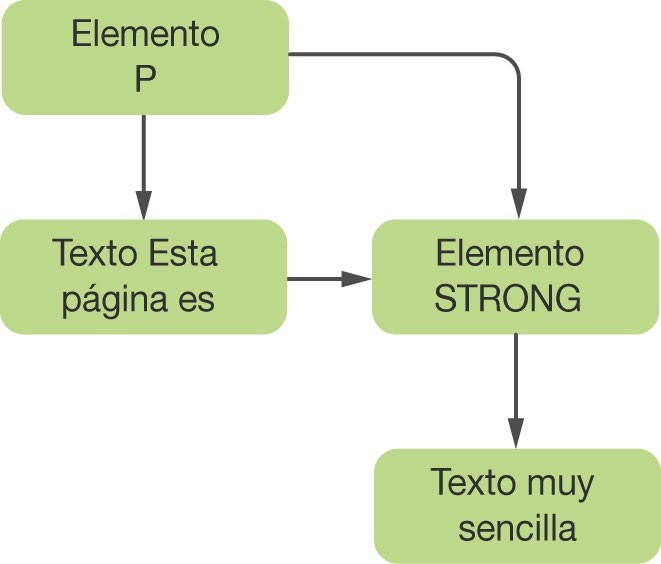 Elemento
P
Texto Esta
página es
Elemento
STRONG
Texto muy
sencilla